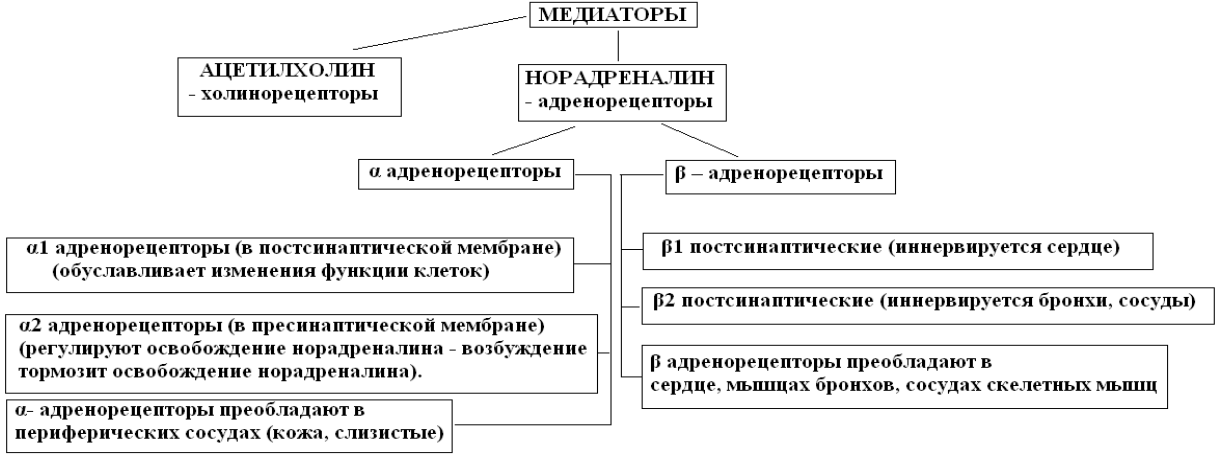 МЕДИАТОРЫ
АЦЕТИЛХОЛИН
- холинорецепторы
НОРАДРЕНАЛИН
- адренорецепторы
α адренорецепторы
β – адренорецепторы
α1 адренорецепторы (в постсинаптической мембране)
(обуславливает изменения функции клеток)
α2 адренорецепторы (в пресинаптической мембране)
(регулируют освобождение норадреналина - возбуждение
тормозит освобождение норадреналина).
α- адренорецепторы преобладают в
периферических сосудах (кожа, слизистые)
β1 постсинаптические (иннервируется сердце)
β2 постсинаптические (иннервируется бронхи, сосуды)
β адренорецепторы преобладают в
сердце, мышцах бронхов, сосудах скелетных мышц